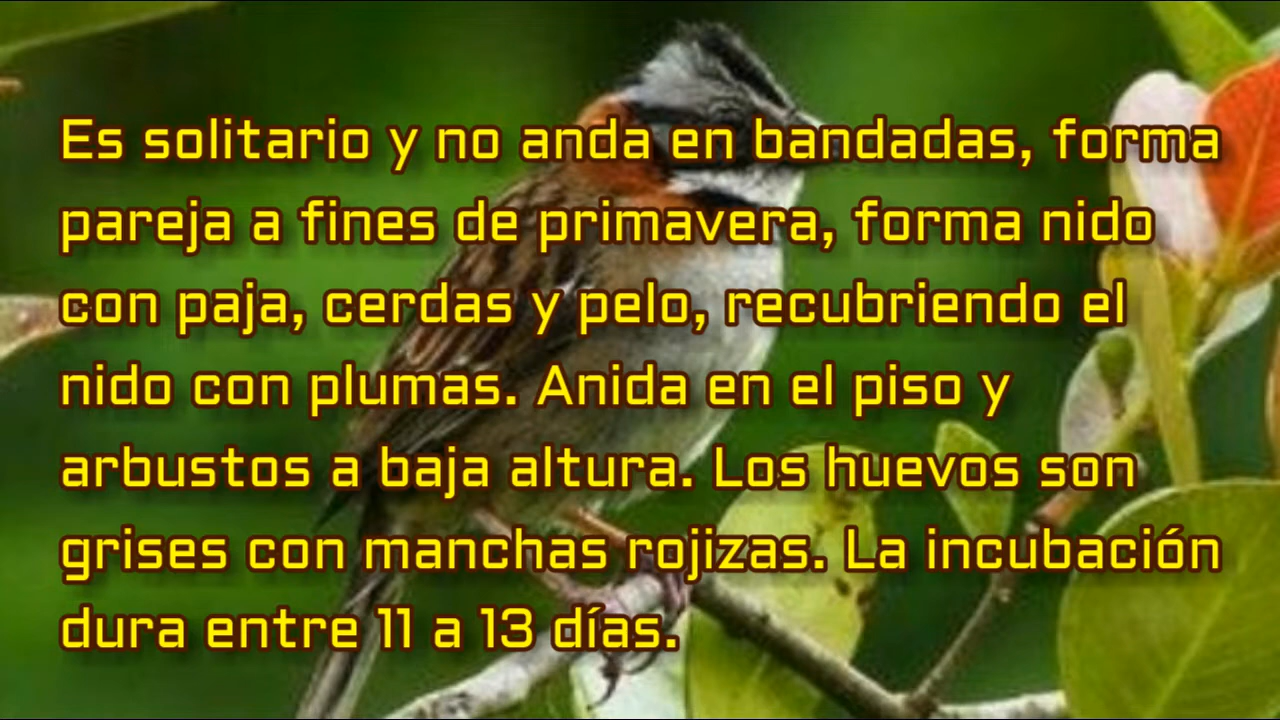 Es solitario y no anda en bandadas, forma
pareja a fines de primavera, forma nido
con paja, cerdas y pelo, recubriendo el
nido con plumas. Anida en el piso y
arbustos a baja altura. Los huevos son
grises con manchas rojizas. La incubación
dura entre 11 a 13 días.